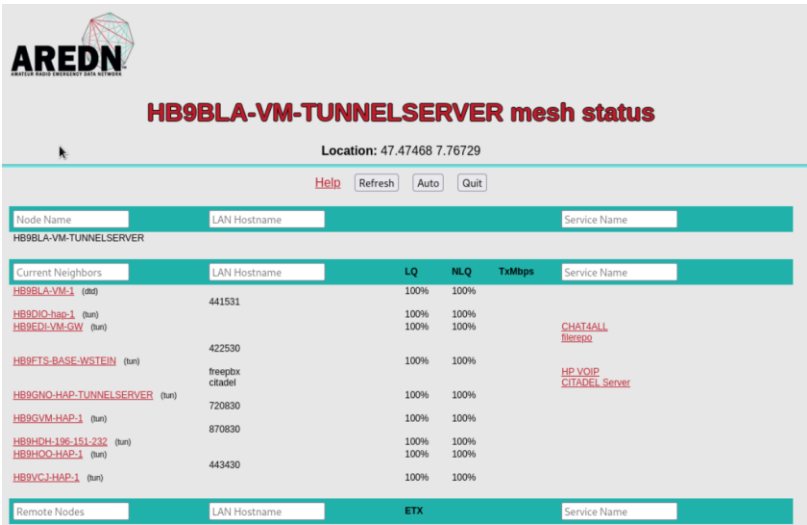 AREDN
AMATEUR RADIO EMERGENCY DATA NETWORK
HB9BLA-VM-TUNNELSERVER mesh status
Location: 47.47468 7.76729
Help Refresh Auto Quit
Node Name LAN Hostname Service Name
HB9BLA-VM-TUNNELSERVER
Current Neighbors LAN Hostname LQ NLQ TxMbps Service Name
HB9BLA-VM-1 (dtd) 100% 100%
441531
HB9DIO-hap-1 (tun) 100% 100%
HB9EDI-VM-GW (tun) 100% 100% CHAT4ALL
filerepo
422530
HB9FTS-BASE-WSTEIN (tun) 100% 100%
freepbx HP VOIP
citadel CITADEL Server
HB9GNO-HAP-TUNNELSERVER (tun) 100% 100%
720830
HB9GVM-HAP-1 (tun) 100% 100%
870830
HB9HDH-196-151-232 (tun) 100% 100%
HB9HOO-HAP-1 (tun) 100% 100%
443430
HB9VCJ-HAP-1 (tun) 100% 100%
Remote Nodes LAN Hostname ETX Service Name